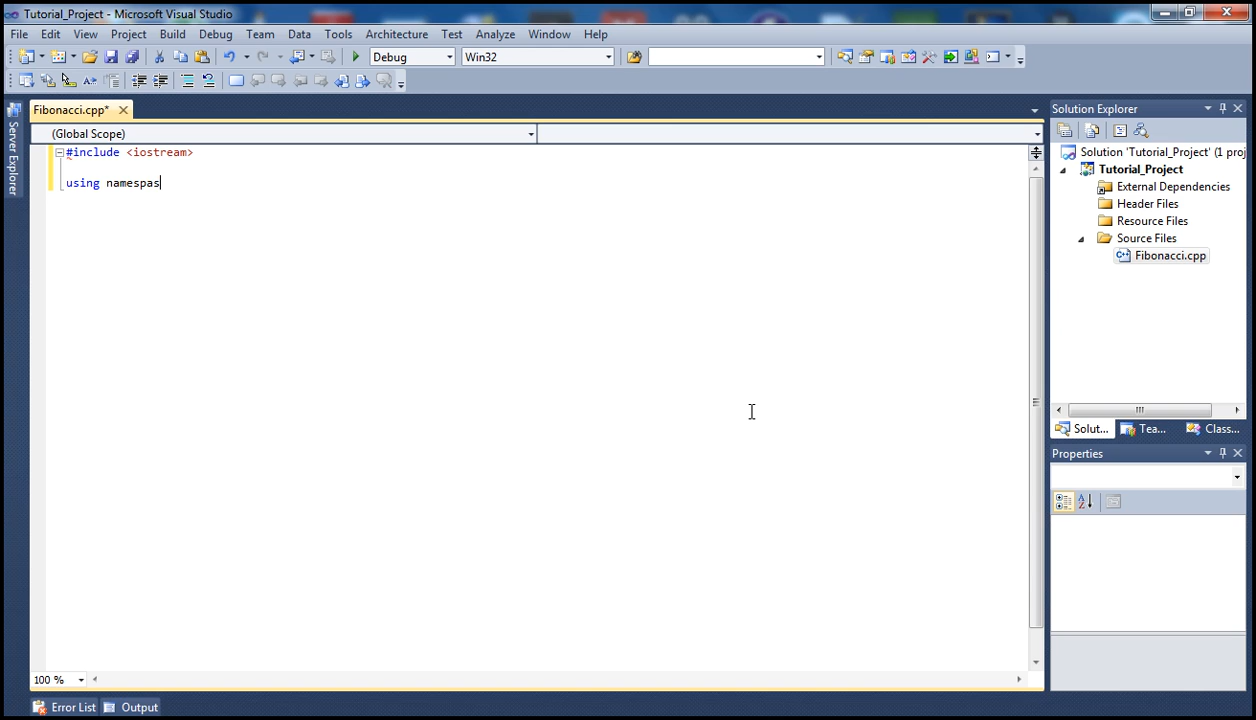 Tutorial_Project - Microsoft Visual Studio
File Edit View Project Build Debug Team Data Tools Architecture Test Analyze Window Help
Debug Win32
Fibonacci.cpp*
(Global Scope)
#include <iostream>
using namespas
Server Explorer
100 %
Error List Output
Solution Explorer
Solution 'Tutorial_Project' (1 proj
Tutorial_Project
External Dependencies
Header Files
Resource Files
Source Files
Fibonacci.cpp
Solut... Tea... Class...
Properties